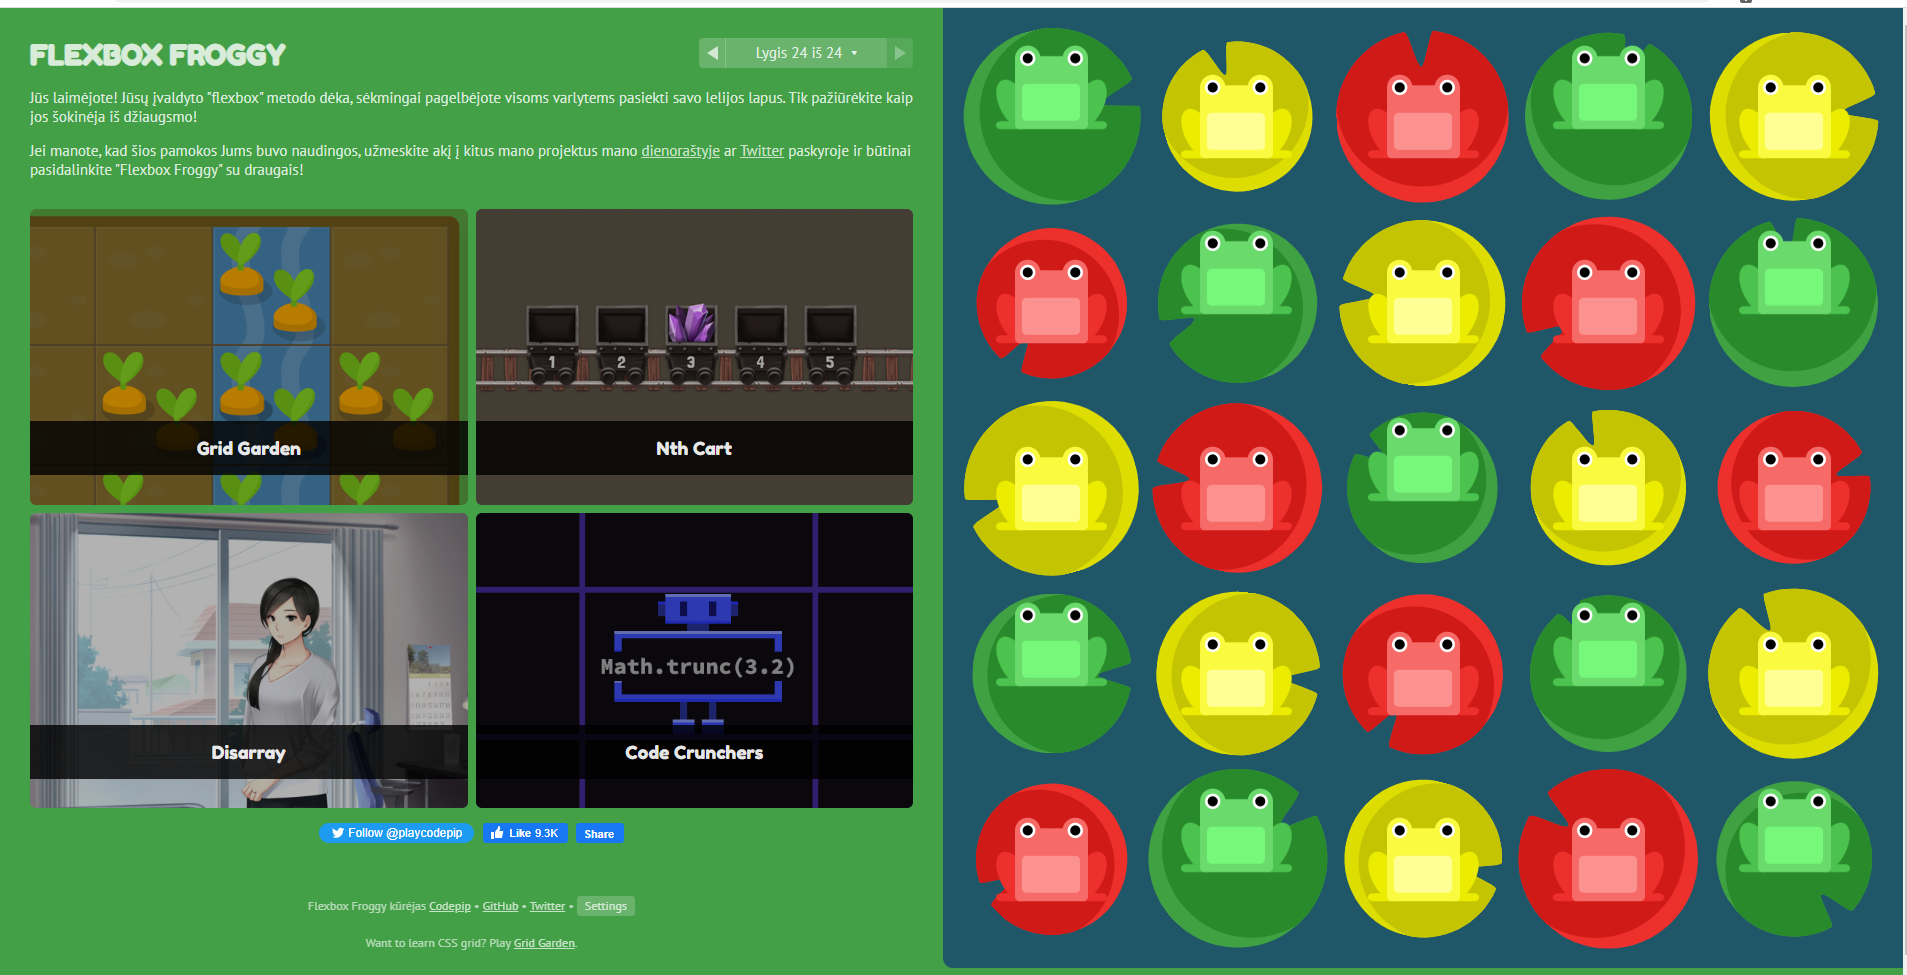 FLEXBOX FROGGY
Lygis 24 iš 24
Jūs laimėjote! Jūsų įvaldyto "flexbox" metodo dėka, sėkmingai pagelbėjote visoms varlytems pasiekti savo lelijos lapus. Tik pažiūrėkite kaip
jos šokinėja iš džiaugsmo!
Jei manote, kad šios pamokos Jums buvo naudingos, užmeskite akį į kitus mano projektus mano dienoraštyje ar Twitter paskyroje ir būtinai
pasidalinkite "Flexbox Froggy" su draugais!
1 2 3 4 5
Grid Garden
Nth Cart
Math.trunc(3.2)
Disarray
Code Crunchers
Follow @playcodepip
Like 9.3K
Share
Flexbox Froggy kūrėjas Codepip • GitHub • Twitter • Settings
Want to learn CSS grid? Play Grid Garden.